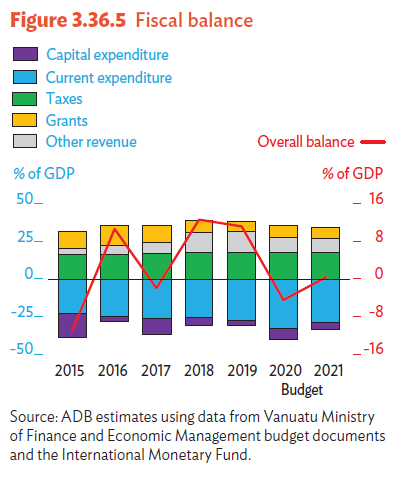 Figure 3.36.5 Fiscal balance
Capital expenditure
Current expenditure
Taxes
Grants
Other revenue
Overall balance
% of GDP % of GDP
50 16
25 8
0 0
-25 -8
-50 -16
2015 2016 2017 2018 2019 2020 2021
Budget
Source: ADB estimates using data from Vanuatu Ministry
of Finance and Economic Management budget documents
and the International Monetary Fund.